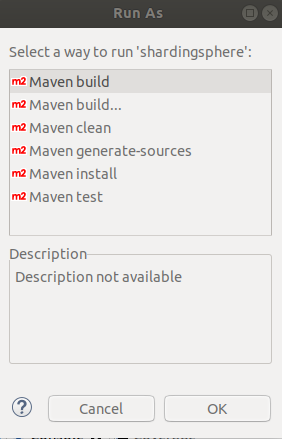 Run As
Select a way to run 'shardingsphere':
m2 Maven build
m2 Maven build...
m2 Maven clean
m2 Maven generate-sources
m2 Maven install
m2 Maven test
Description
Description not available
? Cancel OK